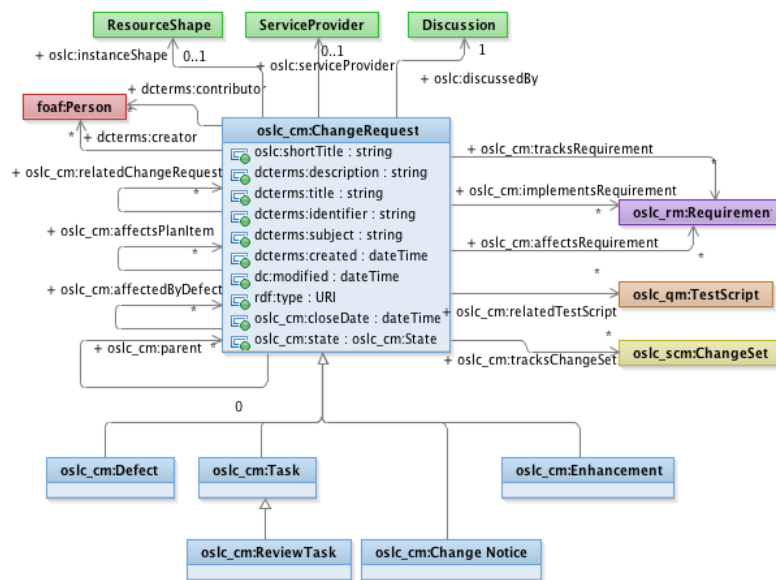 ResourceShape
ServiceProvider
Discussion
+ oslc:instanceShape
0..1
0..1
+ oslc:serviceProvider
1
+ oslc:discussedBy
+ dcterms:contributor
*
foaf:Person
*
+ dcterms:creator
oslc_cm:ChangeRequest
oslc:shortTitle : string
dcterms:description : string
dcterms:title : string
dcterms:identifier : string
dcterms:subject : string
dcterms:created : dateTime
dc:modified : dateTime
rdf:type : URI
oslc_cm:closeDate : dateTime
oslc_cm:state : oslc_cm:State
+ oslc_cm:relatedChangeRequest
*
+ oslc_cm:affectsPlanItem
*
+ oslc_cm:affectedByDefect
*
+ oslc_cm:parent
*
0
+ oslc_cm:tracksRequirement
*
+ oslc_cm:implementsRequirement
*
oslc_rm:Requiremen
+ oslc_cm:affectsRequirement
*
*
oslc_qm:TestScript
+ oslc_cm:relatedTestScript
*
oslc_scm:ChangeSet
+ oslc_cm:tracksChangeSet
oslc_cm:Defect
oslc_cm:Task
oslc_cm:Enhancement
oslc_cm:ReviewTask
oslc_cm:Change Notice